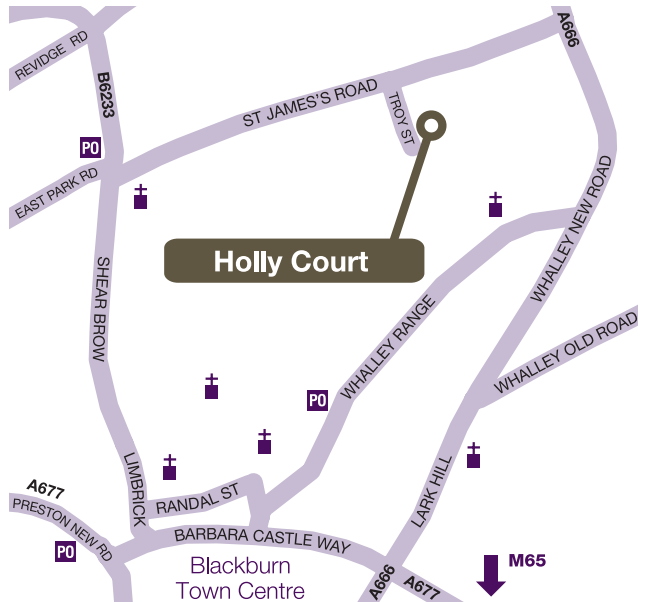 A666
REVIDGE RD
B6233
ST JAMES'S ROAD
TROY ST
PO
EAST PARK RD
WHALLEY NEW ROAD
Holly Court
SHEAR BROW
WHALLEY RANGE
WHALLEY OLD ROAD
PO
LIMBRICK
LARK HILL
A677
RANDAL ST
PRESTON NEW RD
BARBARA CASTLE WAY
PO
Blackburn
Town Centre
M65
A666
A677